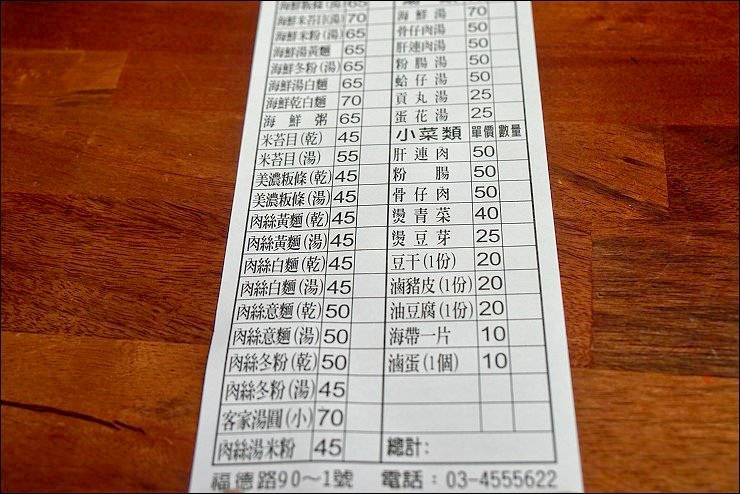 海鮮粄條(湯) 65
海鮮米苔目(湯) 70
海鮮米粉(湯) 65
海鮮湯黃麵 65
海鮮冬粉(湯) 65
海鮮湯白麵 65
海鮮乾白麵 70
海鮮粥 65
米苔目(乾) 45
米苔目(湯) 55
美濃粄條(乾) 45
美濃粄條(湯) 45
肉絲黃麵(乾) 45
肉絲黃麵(湯) 45
肉絲白麵(乾) 45
肉絲白麵(湯) 45
肉絲意麵(乾) 50
肉絲意麵(湯) 50
肉絲冬粉(乾) 50
肉絲冬粉(湯) 45
客家湯圓(小) 70
肉絲湯米粉 45
海鮮湯 70
骨仔肉湯 50
肝連肉湯 50
粉腸湯 50
蛤仔湯 50
貢丸湯 25
蛋花湯 25
小菜類 單價 數量
肝連肉 50
粉腸 50
骨仔肉 50
燙青菜 40
燙豆芽 25
豆干(1份) 20
滷豬皮(1份) 20
油豆腐(1份) 20
海帶一片 10
滷蛋(1個) 10
總計:
福德路90～1號 電話：03-4555622